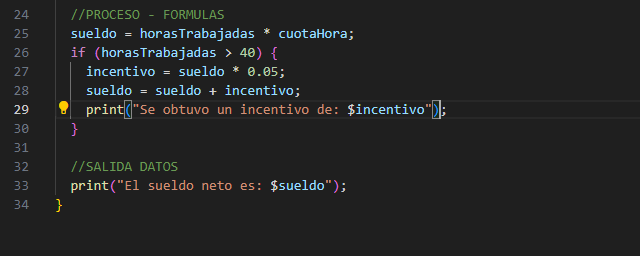 24 //PROCESO - FORMULAS
25 sueldo = horasTrabajadas * cuotaHora;
26 if (horasTrabajadas > 40) {
27 incentivo = sueldo * 0.05;
28 sueldo = sueldo + incentivo;
29 print("Se obtuvo un incentivo de: $incentivo");
30 }
31
32 //SALIDA DATOS
33 print("El sueldo neto es: $sueldo");
34 }